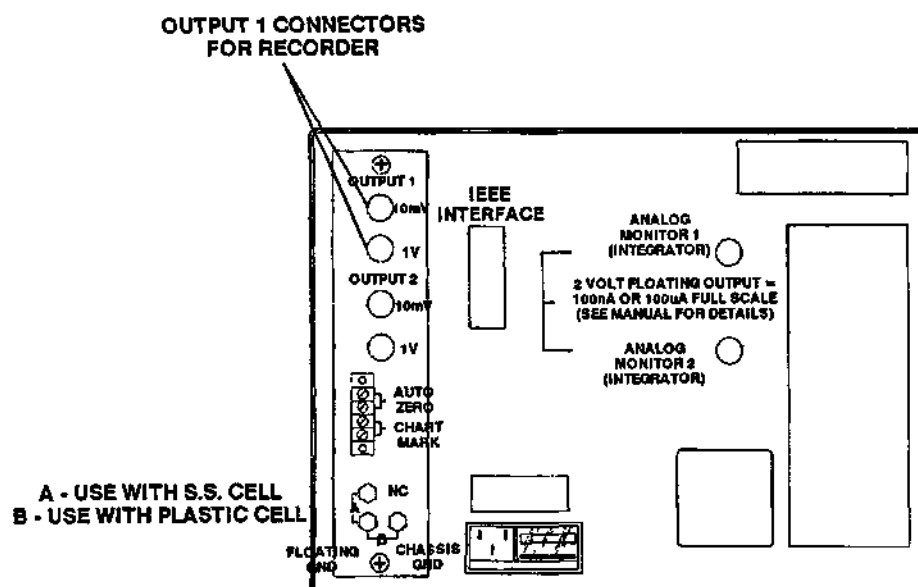 OUTPUT 1 CONNECTORS
FOR RECORDER
OUTPUT 1
10mV
1V
OUTPUT 2
10mV
1V
AUTO
ZERO
CHART
MARK
IEEE
INTERFACE
ANALOG
MONITOR 1
(INTEGRATOR)
2 VOLT FLOATING OUTPUT =
100nA OR 100uA FULL SCALE
(SEE MANUAL FOR DETAILS)
ANALOG
MONITOR 2
(INTEGRATOR)
A - USE WITH S.S. CELL
B - USE WITH PLASTIC CELL
NC
A
B
FLOATING
GND
CHASSIS
GND